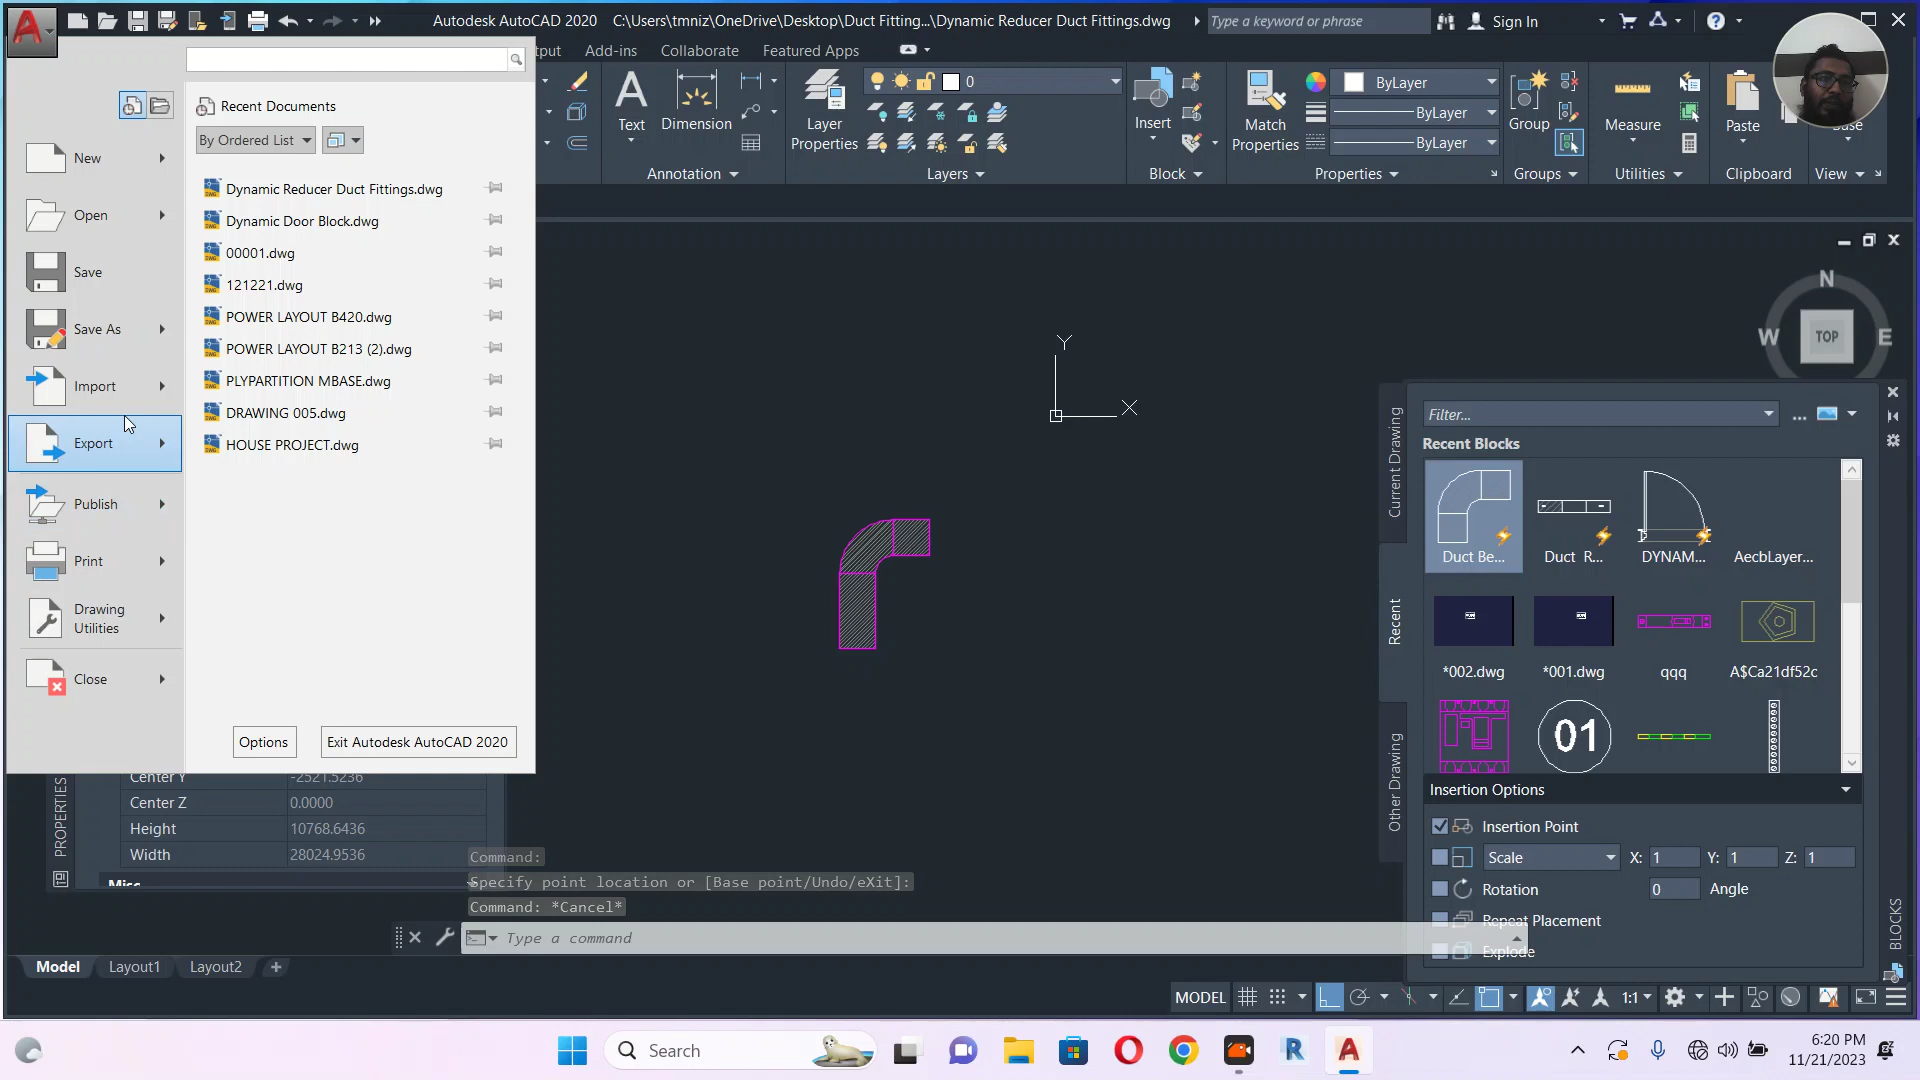 Autodesk AutoCAD 2020 C:\Users\tmniz\OneDrive\Desktop\Duct Fitting...\Dynamic Reducer Duct Fittings.dwg
Type a keyword or phrase
Sign In
Add-ins Collaborate Featured Apps
Recent Documents
By Ordered List
New
Open
Save
Save As
Import
Export
Publish
Print
Drawing
Utilities
Close
Dynamic Reducer Duct Fittings.dwg
Dynamic Door Block.dwg
00001.dwg
121221.dwg
POWER LAYOUT B420.dwg
POWER LAYOUT B213 (2).dwg
PLYPARTITION MBASE.dwg
DRAWING 005.dwg
HOUSE PROJECT.dwg
Options
Exit Autodesk AutoCAD 2020
Text
Dimension
Annotation
Layer
Properties
0
Layers
Insert
Block
Match
Properties
ByLayer
ByLayer
ByLayer
Properties
Group
Groups
Measure
Utilities
Paste
Clipboard
Base
View
Y
X
N
W TOP E
Current Drawing
Recent
Other Drawing
Filter...
Recent Blocks
Duct Be...
Duct R...
DYNAM...
AecbLayer...
*002.dwg
*001.dwg
qqq
A$Ca21df52c
01
Insertion Options
Insertion Point
Scale X: 1 Y: 1 Z: 1
Rotation 0 Angle
Repeat Placement
Explode
BLOCKS
PROPERTIES
Center Y -2521.5236
Center Z 0.0000
Height 10768.6436
Width 28024.9536
Misc
Command:
Specify point location or [Base point/Undo/eXit]:
Command: *Cancel*
Type a command
Model Layout1 Layout2
MODEL
1:1
Search
6:20 PM
11/21/2023